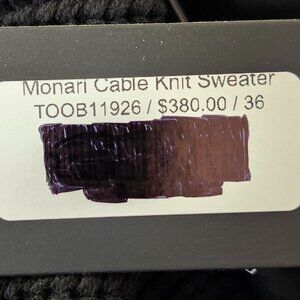 Monari Cable Knit Sweater
TOOB11926 / $380.00 / 36